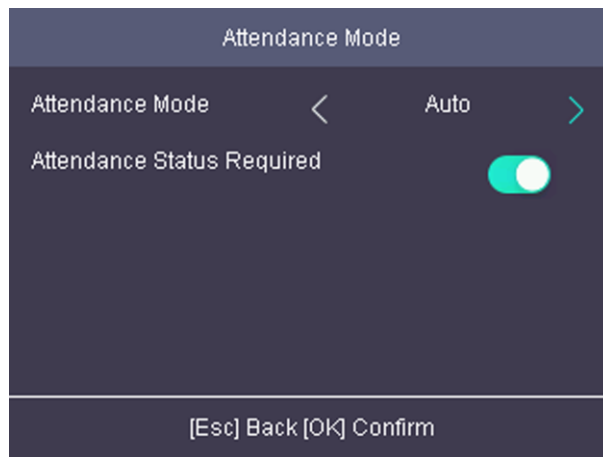 Attendance Mode
Attendance Mode < Auto >
Attendance Status Required
[Esc] Back [OK] Confirm